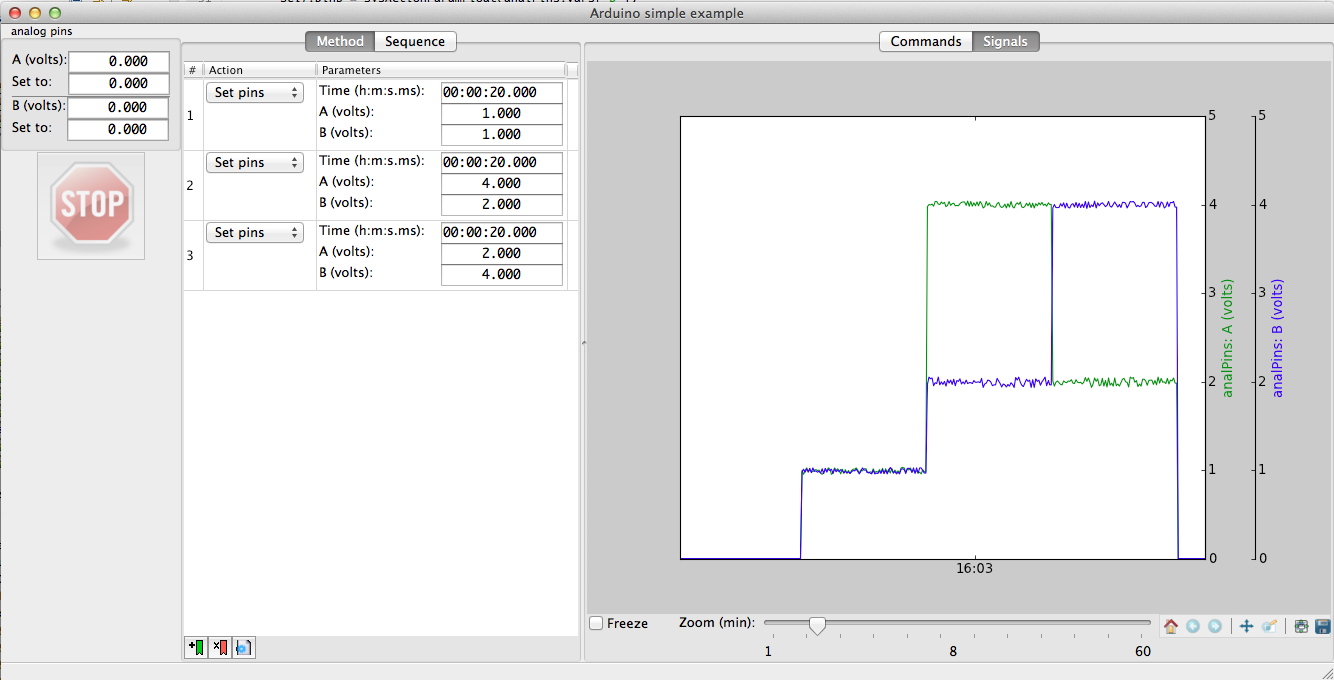 Arduino simple example
analog pins
A (volts): 0.000
Set to: 0.000
B (volts): 0.000
Set to: 0.000
STOP
Method Sequence
# Action Parameters
1 Set pins Time (h:m:s.ms): 00:00:20.000
A (volts): 1.000
B (volts): 1.000
2 Set pins Time (h:m:s.ms): 00:00:20.000
A (volts): 4.000
B (volts): 2.000
3 Set pins Time (h:m:s.ms): 00:00:20.000
A (volts): 2.000
B (volts): 4.000
Commands Signals
5 5
4 4
3 3
2 2
1 1
0 0
analPins: A (volts)
analPins: B (volts)
16:03
Freeze Zoom (min):
1 8 60